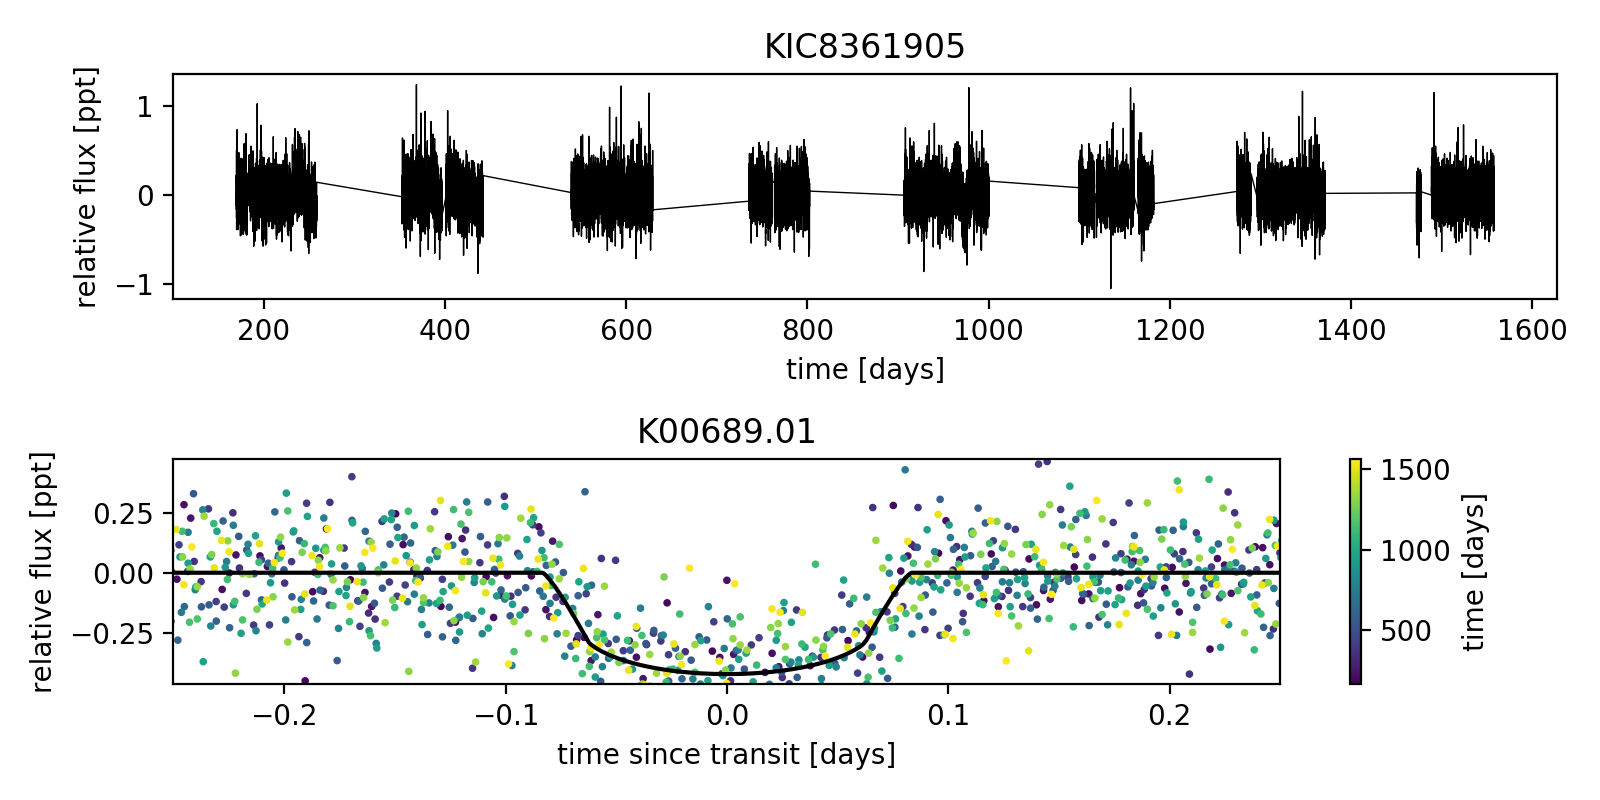 KIC8361905
relative flux [ppt]
1
0
−1
200 400 600 800 1000 1200 1400 1600
time [days]
K00689.01
relative flux [ppt]
0.25
0.00
−0.25
−0.2 −0.1 0.0 0.1 0.2
time since transit [days]
1500
1000
500
time [days]